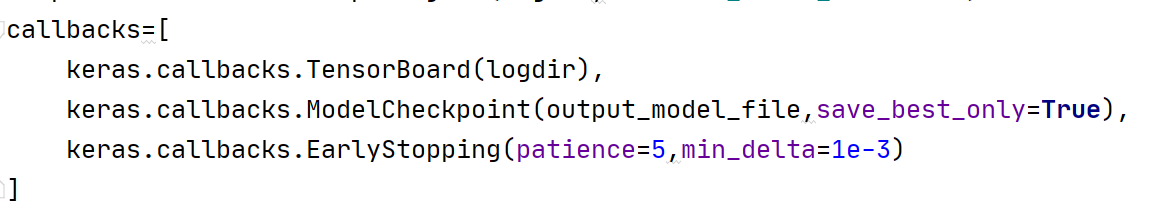 callbacks=[
    keras.callbacks.TensorBoard(logdir),
    keras.callbacks.ModelCheckpoint(output_model_file,save_best_only=True),
    keras.callbacks.EarlyStopping(patience=5,min_delta=1e-3)
]